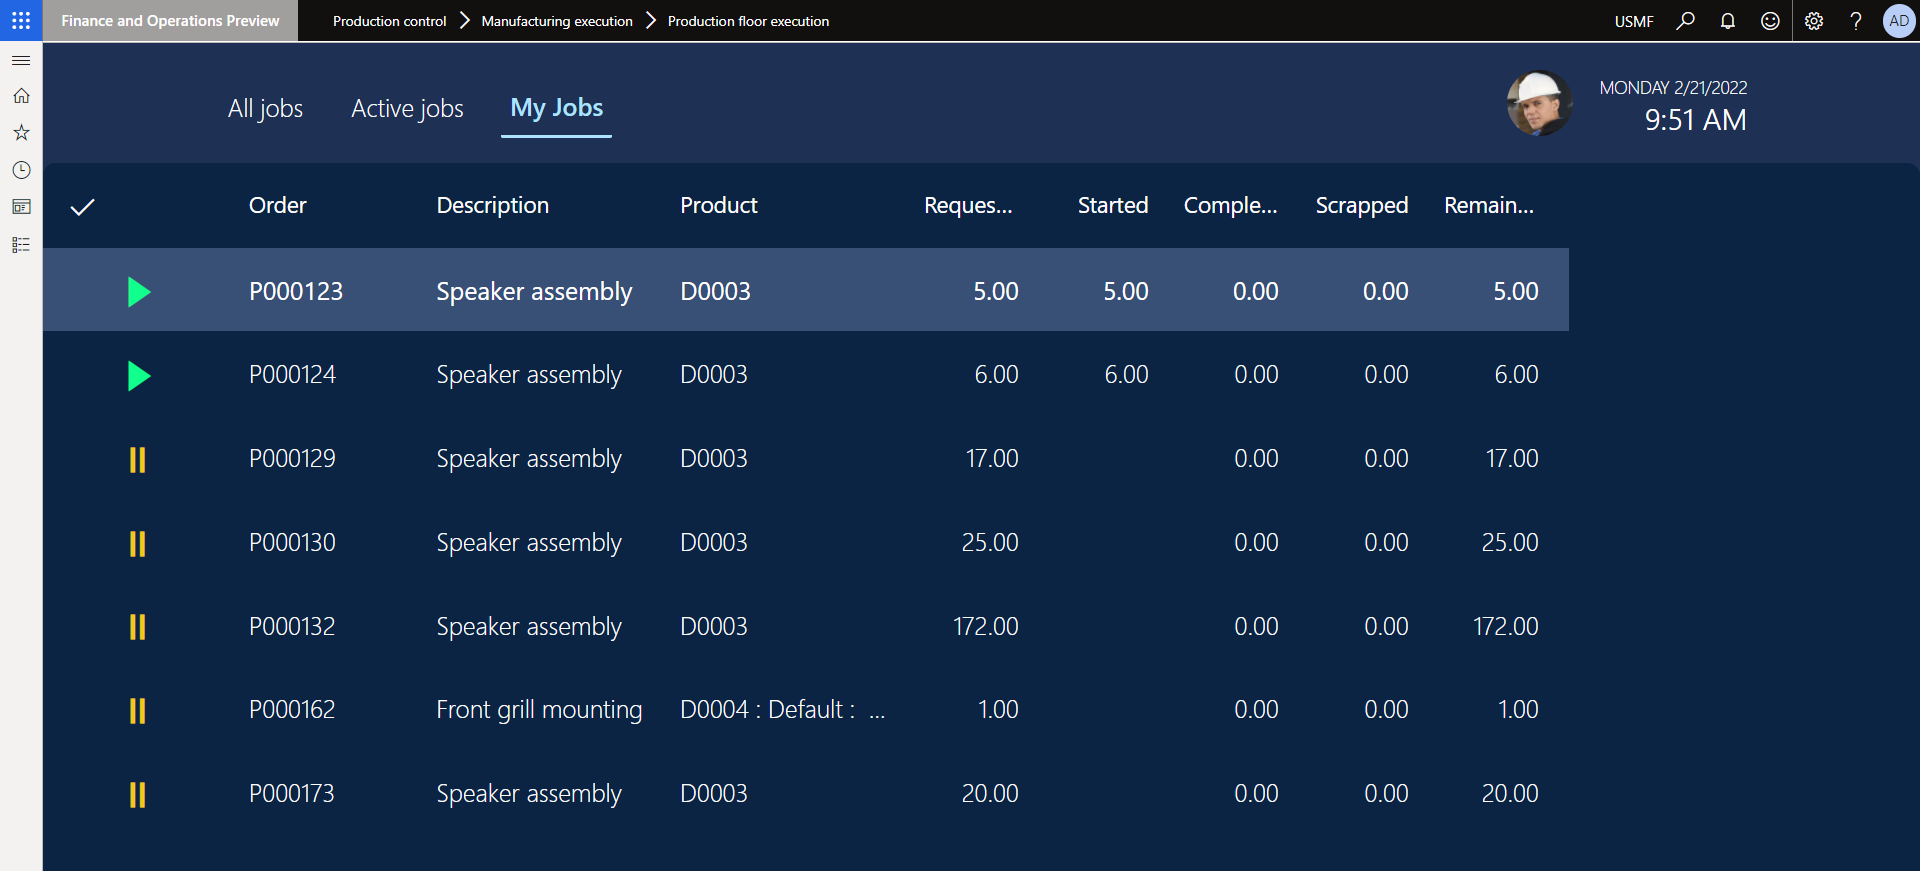 Finance and Operations Preview
Production control
Manufacturing execution
Production floor execution
USMF
?
AD
All jobs
Active jobs
My Jobs
MONDAY 2/21/2022
9:51 AM
Order Description Product Reques... Started Comple... Scrapped Remain...
P000123 Speaker assembly D0003 5.00 5.00 0.00 0.00 5.00
P000124 Speaker assembly D0003 6.00 6.00 0.00 0.00 6.00
P000129 Speaker assembly D0003 17.00 0.00 0.00 17.00
P000130 Speaker assembly D0003 25.00 0.00 0.00 25.00
P000132 Speaker assembly D0003 172.00 0.00 0.00 172.00
P000162 Front grill mounting D0004 : Default : ... 1.00 0.00 0.00 1.00
P000173 Speaker assembly D0003 20.00 0.00 0.00 20.00